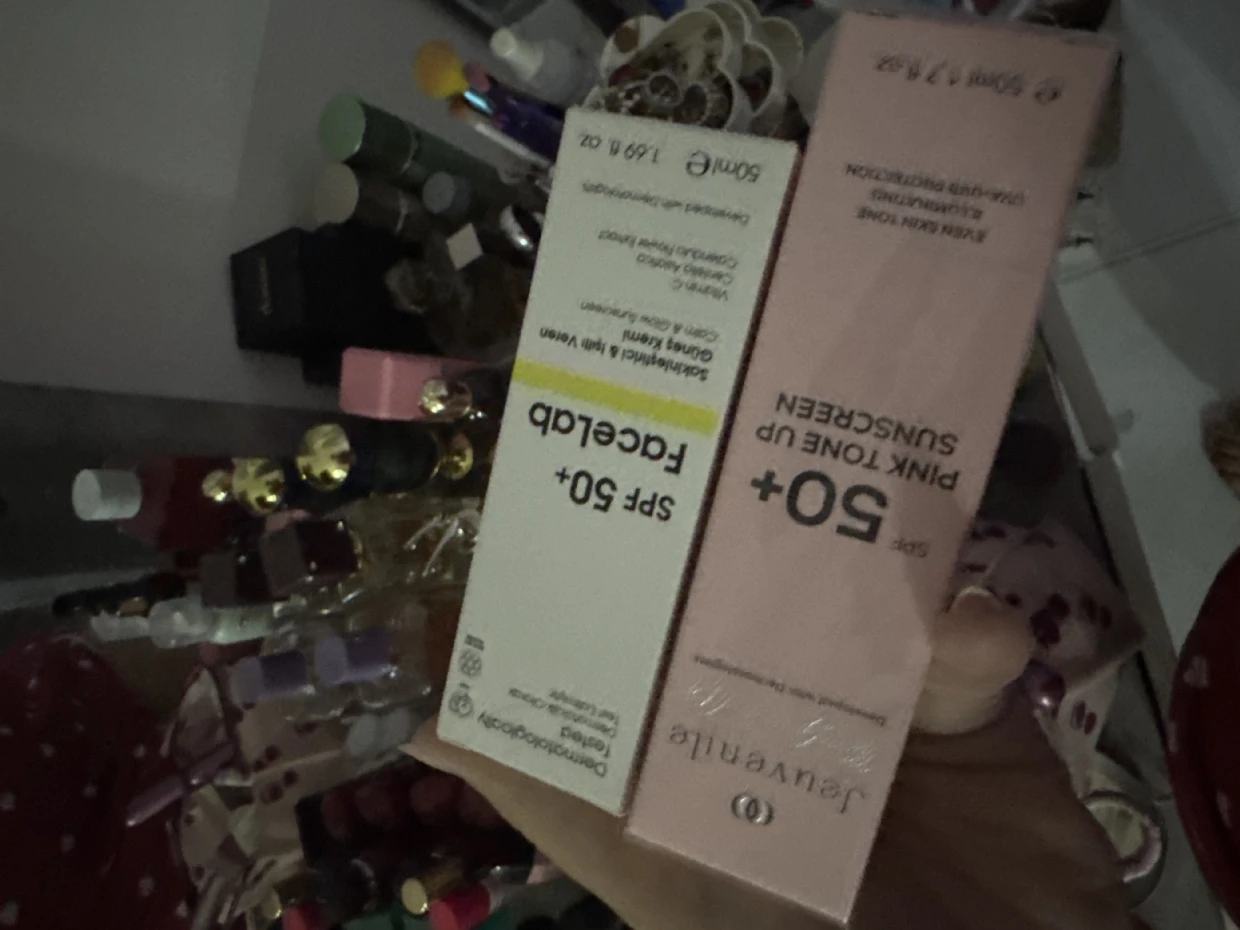 Jeuvenile
Developed with Dermatologists
SPF
50+
PINK TONE UP
SUNSCREEN
EVEN SKIN TONE
ILLUMINATING
UVA-UVB PROTECTION
e 50ml 1.7 fl.oz
Dermatologically
Tested
SPF 50+
FaceLab
Sakinleştirici & Işıltı Veren
Güneş Kremi
Calm & Glow Sunscreen
Vitamin C
Centella Asiatica
Calendula Flower Extract
Developed with Dermatologists
50ml e 1.69 fl. oz